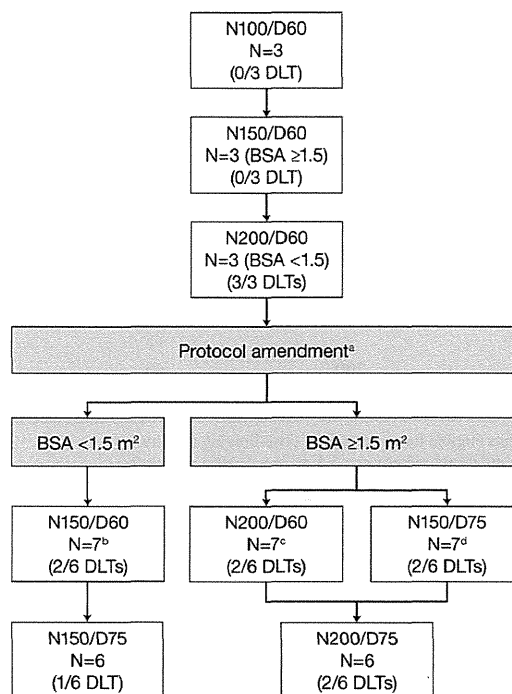 N100/D60
N=3
(0/3 DLT)
N150/D60
N=3 (BSA ≥1.5)
(0/3 DLT)
N200/D60
N=3 (BSA <1.5)
(3/3 DLTs)
Protocol amendmentᵃ
BSA <1.5 m²
BSA ≥1.5 m²
N150/D60
N=7ᵇ
(2/6 DLTs)
N200/D60
N=7ᶜ
(2/6 DLTs)
N150/D75
N=7ᵈ
(2/6 DLTs)
N150/D75
N=6
(1/6 DLT)
N200/D75
N=6
(2/6 DLTs)